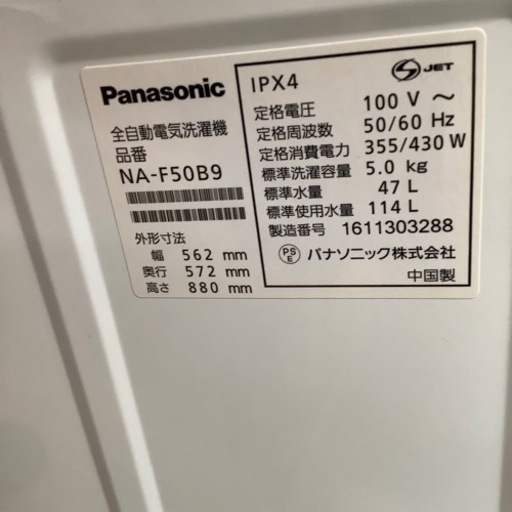 Panasonic
全自動電気洗濯機
品番
NA-F50B9
外形寸法
幅 562 mm
奥行 572 mm
高さ 880 mm
IPX4
S JET
定格電圧 100 V ～
定格周波数 50/60 Hz
定格消費電力 355/430 W
標準洗濯容量 5.0 kg
標準水量 47 L
標準使用水量 114 L
製造番号 1611303288
PS E パナソニック株式会社
中国製